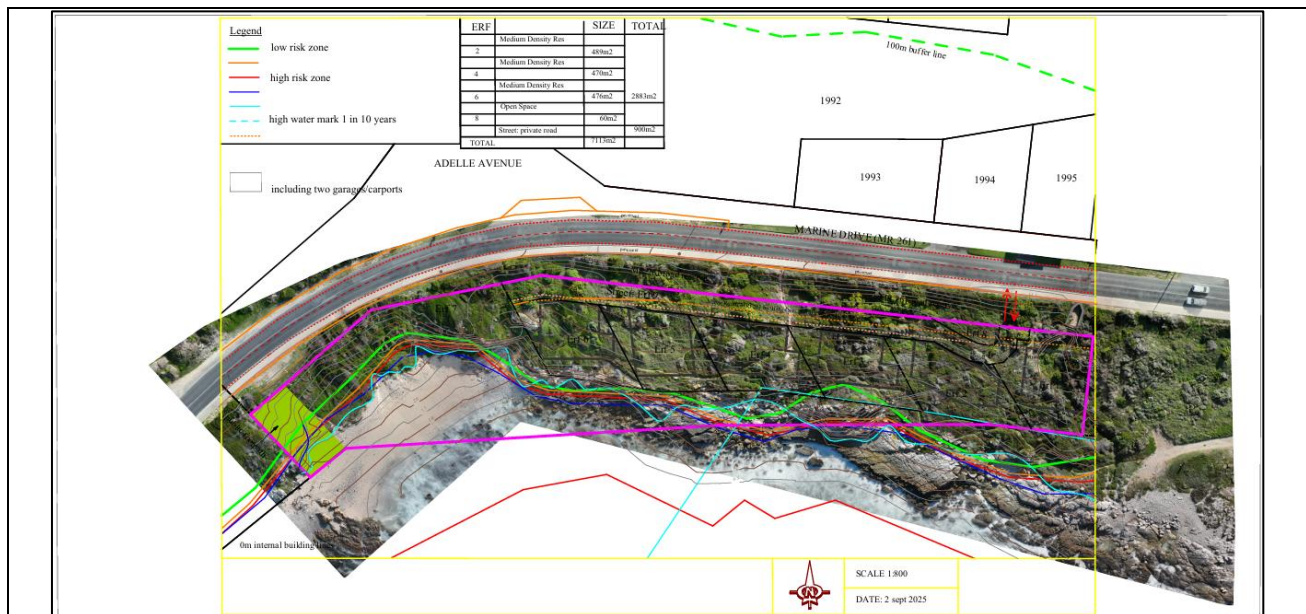 Legend
low risk zone
high risk zone
high water mark 1 in 10 years
including two garages/carports
ERF SIZE TOTAL
Medium Density Res
2 489m2
Medium Density Res
4 470m2
Medium Density Res
6 476m2 2883m2
Open Space
8 60m2
Street: private road 900m2
TOTAL 7113m2
100m buffer line
1992
ADELLE AVENUE
1993
1994
1995
MARINE DRIVE (MR 261)
0m internal building
N
SCALE 1:800
DATE: 2 sept 2025